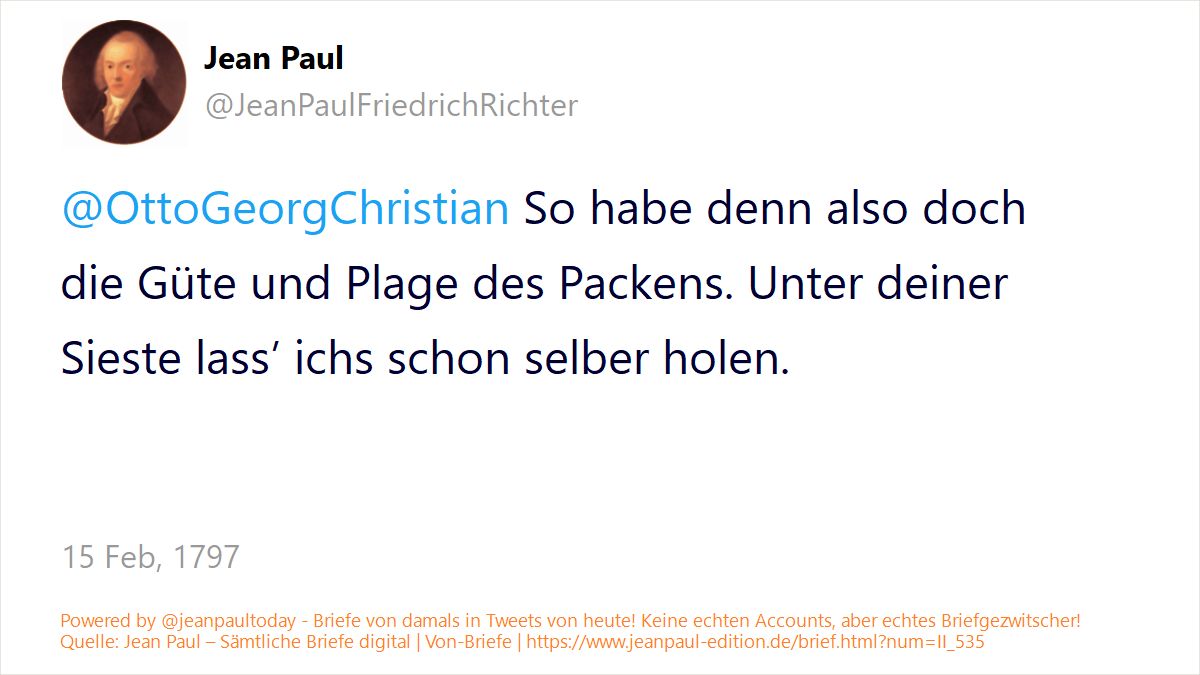 Jean Paul
@JeanPaulFriedrichRichter
@OttoGeorgChristian So habe denn also doch
die Güte und Plage des Packens. Unter deiner
Sieste lass’ ichs schon selber holen.
15 Feb, 1797
Powered by @jeanpaultoday - Briefe von damals in Tweets von heute! Keine echten Accounts, aber echtes Briefgezwitscher!
Quelle: Jean Paul – Sämtliche Briefe digital | Von-Briefe | https://www.jeanpaul-edition.de/brief.html?num=II_535